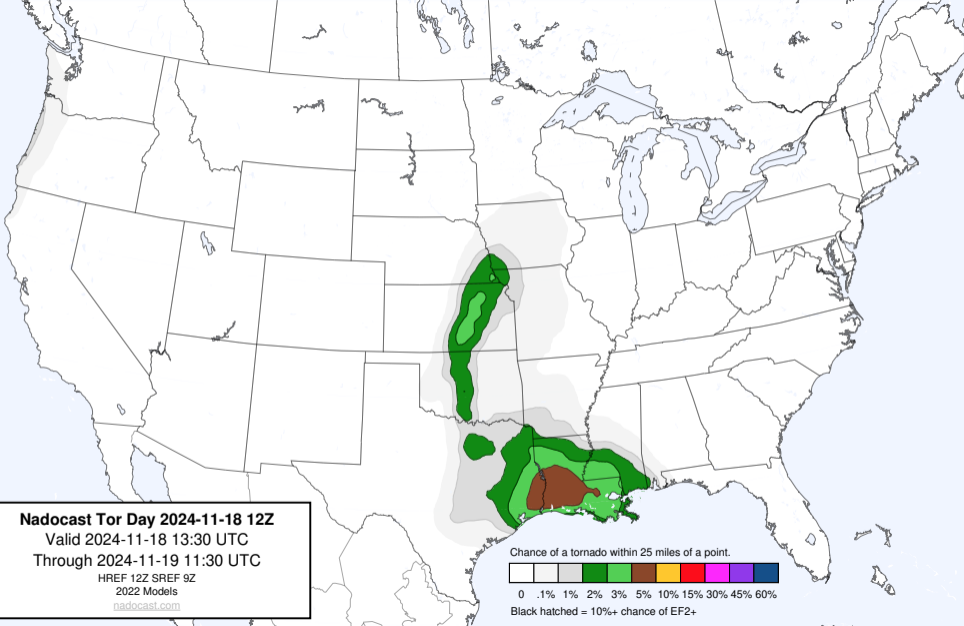 Nadocast Tor Day 2024-11-18 12Z
Valid 2024-11-18 13:30 UTC
Through 2024-11-19 11:30 UTC
HREF 12Z SREF 9Z
2022 Models
nadocast.com
Chance of a tornado within 25 miles of a point.
0 .1% 1% 2% 3% 5% 10% 15% 30% 45% 60%
Black hatched = 10%+ chance of EF2+